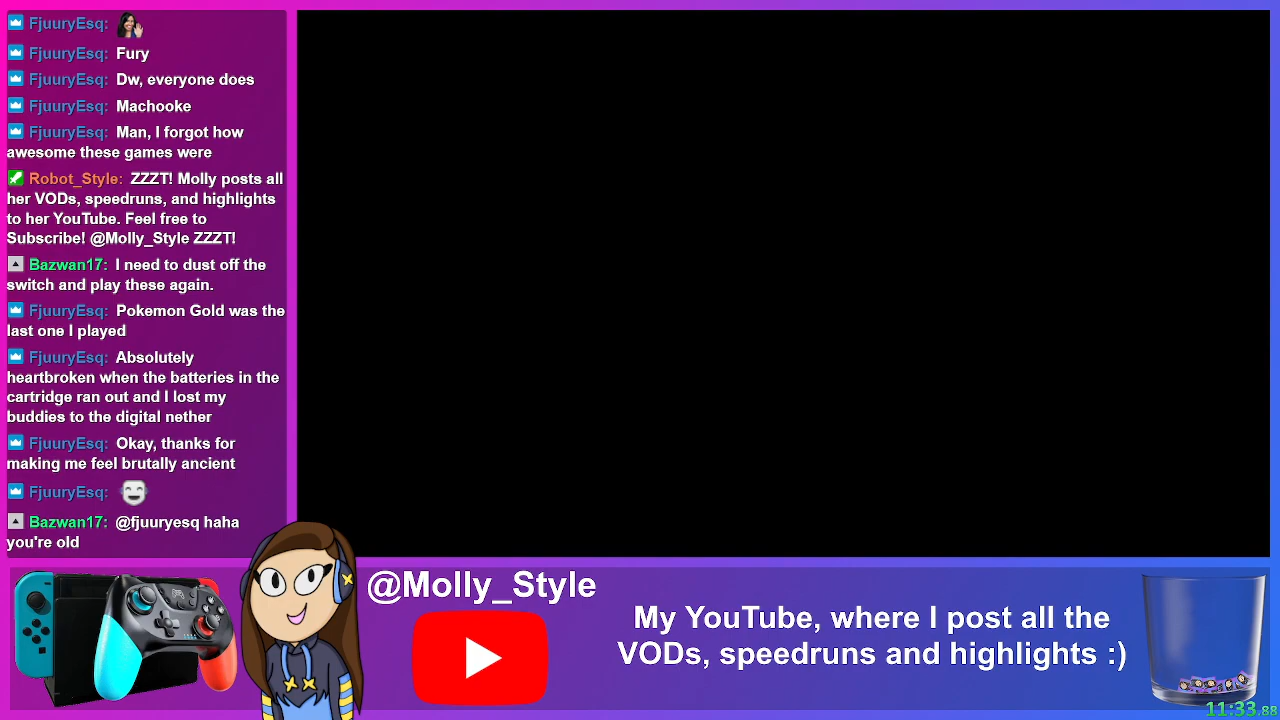 FjuuryEsq:
FjuuryEsq: Fury
FjuuryEsq: Dw, everyone does
FjuuryEsq: Machooke
FjuuryEsq: Man, I forgot how
awesome these games were
Robot_Style: ZZZT! Molly posts all
her VODs, speedruns, and highlights
to her YouTube. Feel free to
Subscribe! @Molly_Style ZZZT!
Bazwan17: I need to dust off the
switch and play these again.
FjuuryEsq: Pokemon Gold was the
last one I played
FjuuryEsq: Absolutely
heartbroken when the batteries in the
cartridge ran out and I lost my
buddies to the digital nether
FjuuryEsq: Okay, thanks for
making me feel brutally ancient
FjuuryEsq:
Bazwan17: @fjuuryesq haha
you're old
@Molly_Style
My YouTube, where I post all the
VODs, speedruns and highlights :)
11:33.88